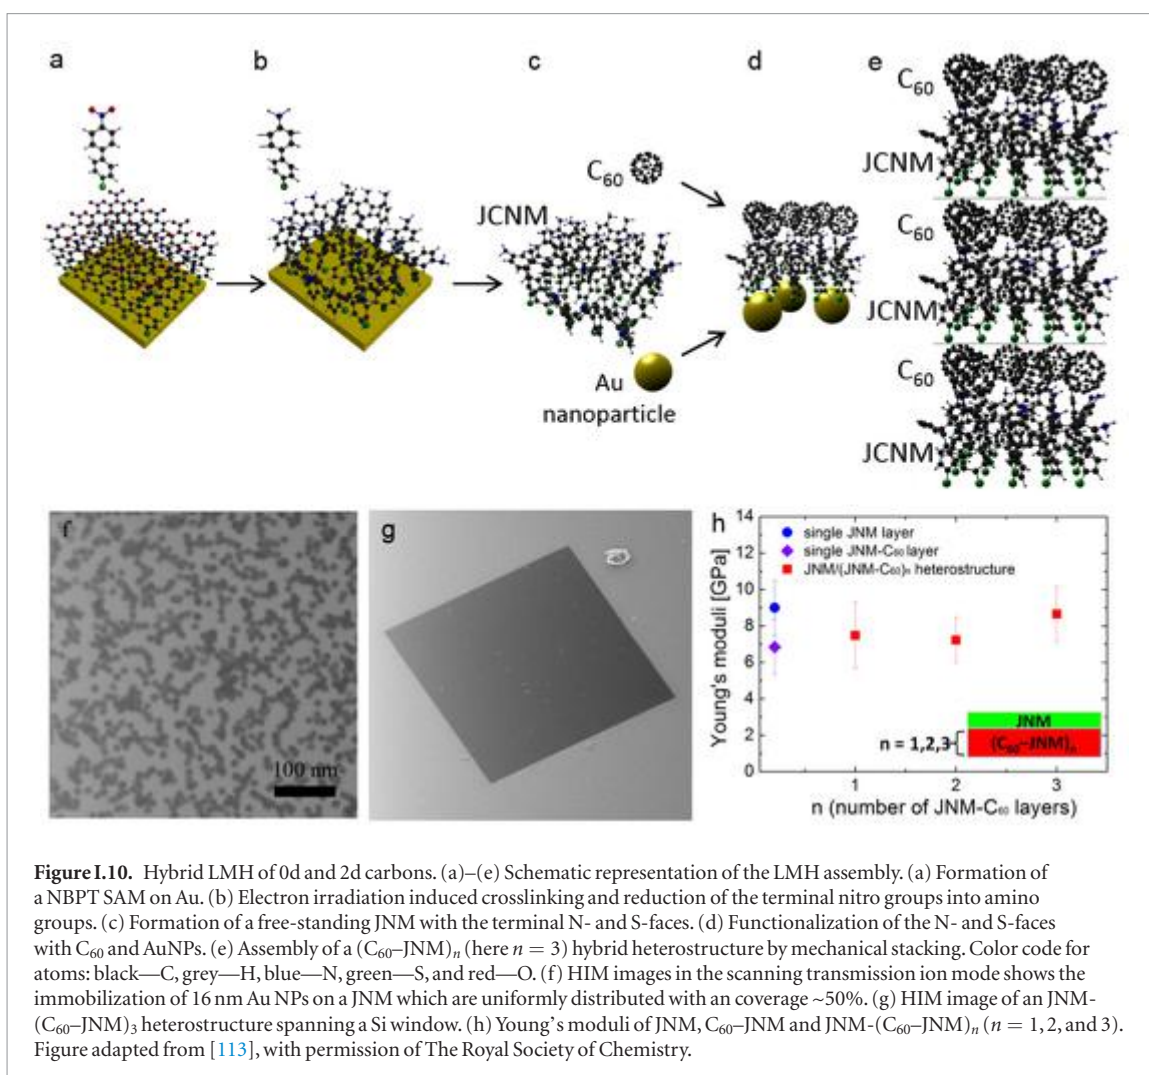 a b c d e
C₆₀
JCNM
C₆₀
JCNM
Au
nanoparticle
C₆₀
JCNM
C₆₀
JCNM
f
100 nm
g
h
Young's moduli [GPa]
14
12
10
8
6
4
2
0
single JNM layer
single JNM-C₆₀ layer
JNM/(JNM-C₆₀)ₙ heterostructure
JNM
n = 1,2,3
(C₆₀–JNM)ₙ
1 2 3
n (number of JNM-C₆₀ layers)
Figure I.10. Hybrid LMH of 0d and 2d carbons. (a)–(e) Schematic representation of the LMH assembly. (a) Formation of
a NBPT SAM on Au. (b) Electron irradiation induced crosslinking and reduction of the terminal nitro groups into amino
groups. (c) Formation of a free-standing JNM with the terminal N- and S-faces. (d) Functionalization of the N- and S-faces
with C₆₀ and AuNPs. (e) Assembly of a (C₆₀–JNM)ₙ (here n = 3) hybrid heterostructure by mechanical stacking. Color code for
atoms: black—C, grey—H, blue—N, green—S, and red—O. (f) HIM images in the scanning transmission ion mode shows the
immobilization of 16 nm Au NPs on a JNM which are uniformly distributed with an coverage ~50%. (g) HIM image of an JNM-
(C₆₀–JNM)₃ heterostructure spanning a Si window. (h) Young's moduli of JNM, C₆₀–JNM and JNM-(C₆₀–JNM)ₙ (n = 1, 2, and 3).
Figure adapted from [113], with permission of The Royal Society of Chemistry.